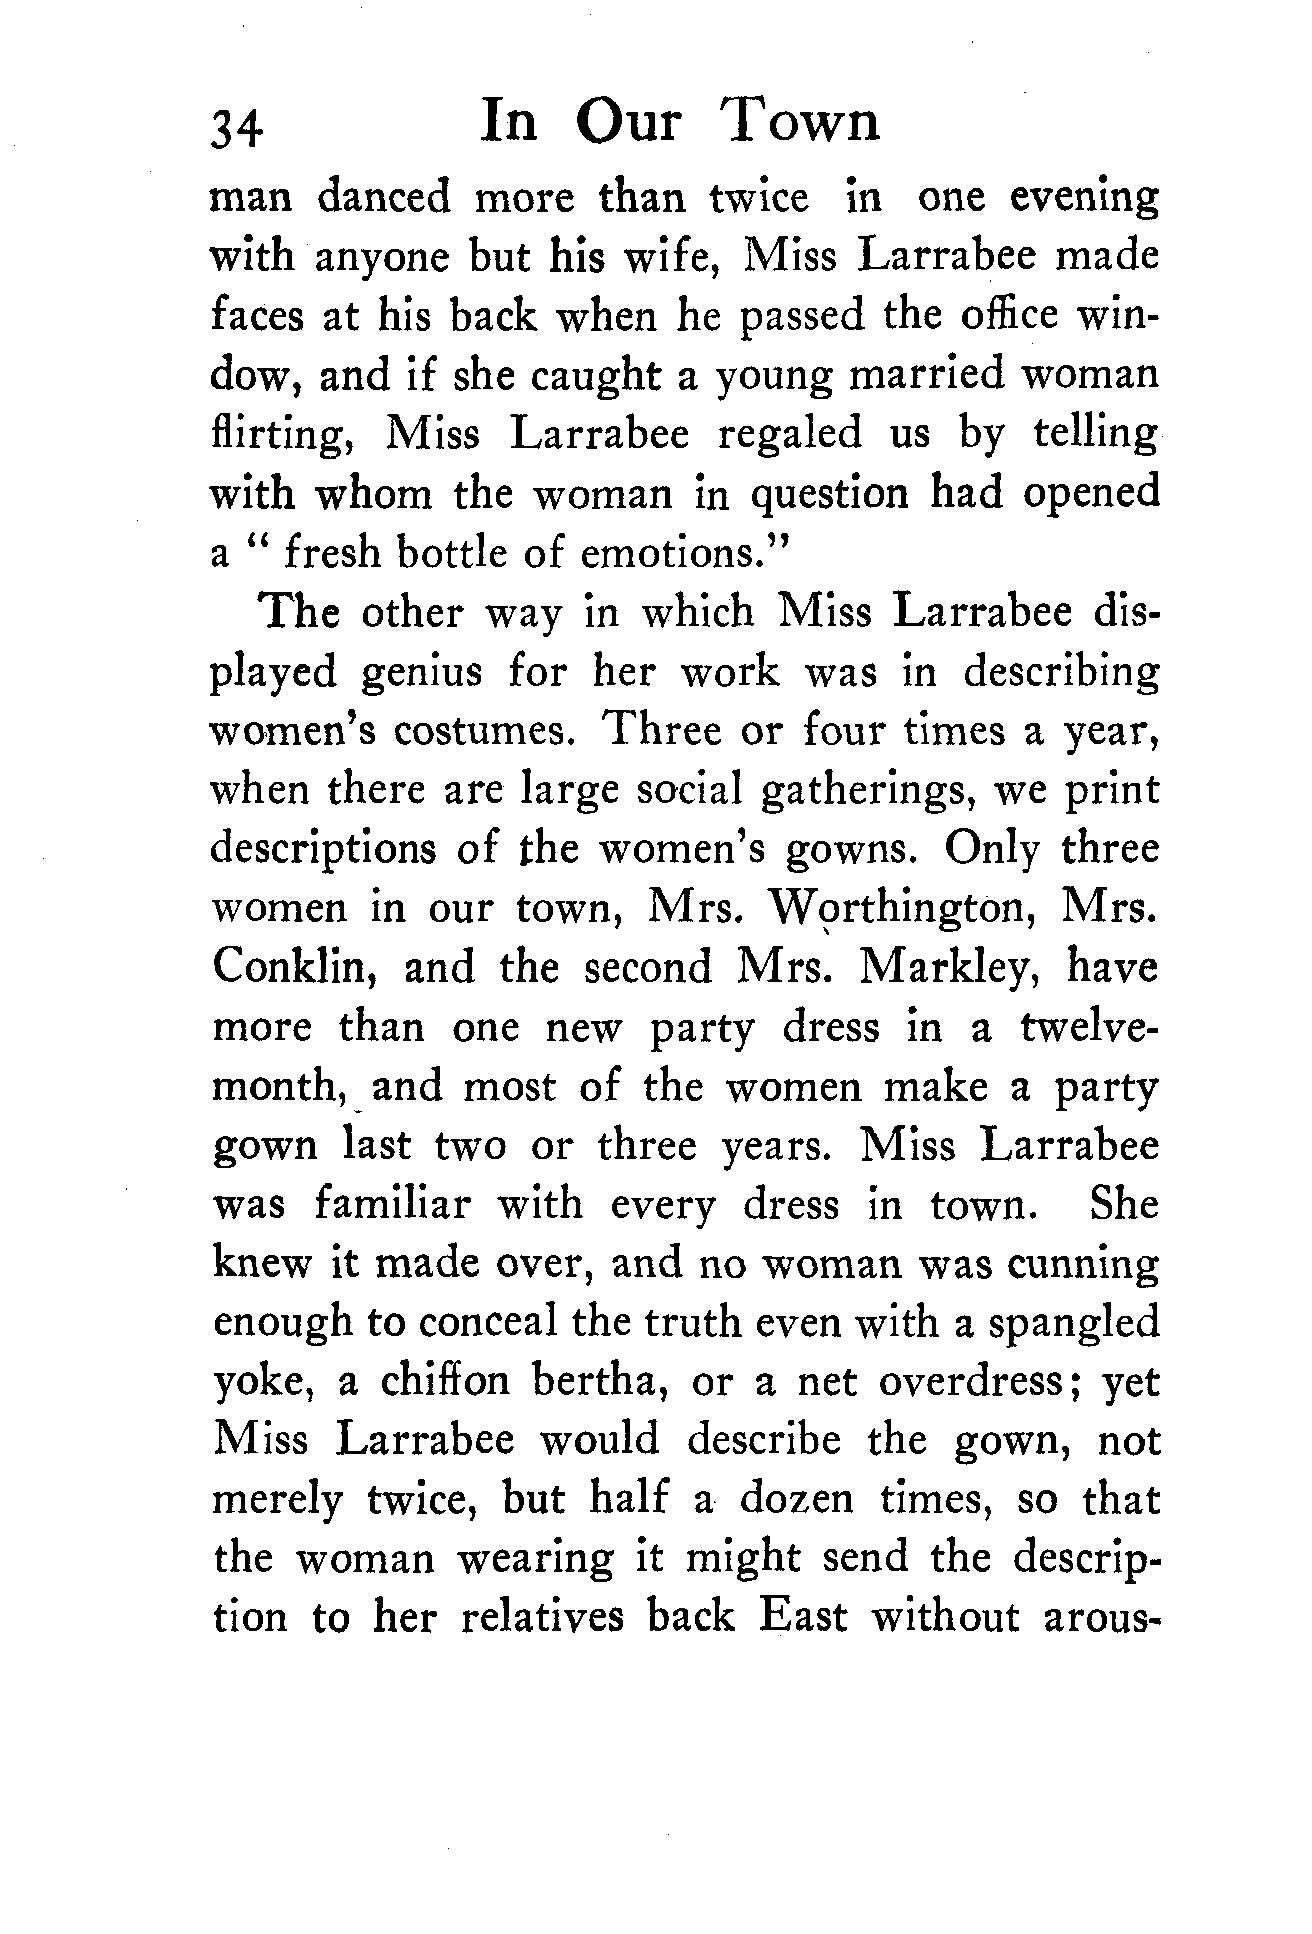 34 In Our Town
man danced more than twice in one evening
with anyone but his wife, Miss Larrabee made
faces at his back when he passed the office win-
dow, and if she caught a young married woman
flirting, Miss Larrabee regaled us by telling
with whom the woman in question had opened
a “ fresh bottle of emotions.”
The other way in which Miss Larrabee dis-
played genius for her work was in describing
women's costumes. Three or four times a year,
when there are large social gatherings, we print
descriptions of the women's gowns. Only three
women in our town, Mrs. Worthington, Mrs.
Conklin, and the second Mrs. Markley, have
more than one new party dress in a twelve-
month, and most of the women make a party
gown last two or three years. Miss Larrabee
was familiar with every dress in town. She
knew it made over, and no woman was cunning
enough to conceal the truth even with a spangled
yoke, a chiffon bertha, or a net overdress; yet
Miss Larrabee would describe the gown, not
merely twice, but half a dozen times, so that
the woman wearing it might send the descrip-
tion to her relatives back East without arous-